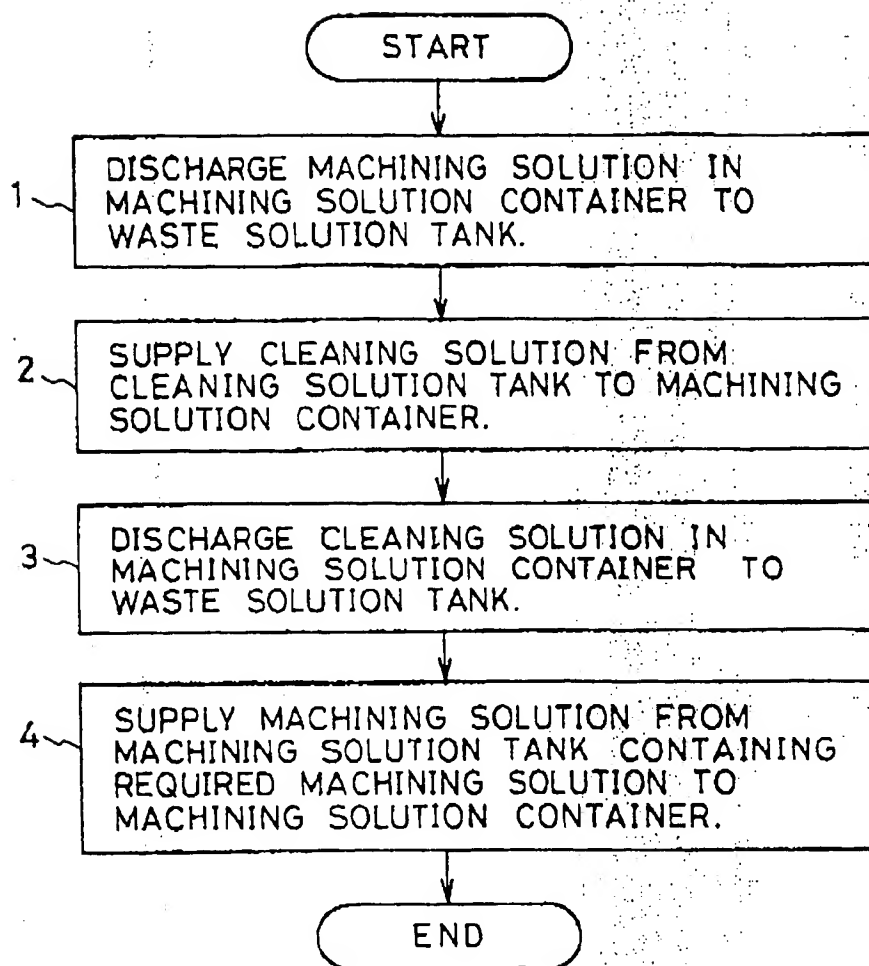 START
1
DISCHARGE MACHINING SOLUTION IN
MACHINING SOLUTION CONTAINER TO
WASTE SOLUTION TANK.
2
SUPPLY CLEANING SOLUTION FROM
CLEANING SOLUTION TANK TO MACHINING
SOLUTION CONTAINER.
3
DISCHARGE CLEANING SOLUTION IN
MACHINING SOLUTION CONTAINER TO
WASTE SOLUTION TANK.
4
SUPPLY MACHINING SOLUTION FROM
MACHINING SOLUTION TANK CONTAINING
REQUIRED MACHINING SOLUTION TO
MACHINING SOLUTION CONTAINER.
END